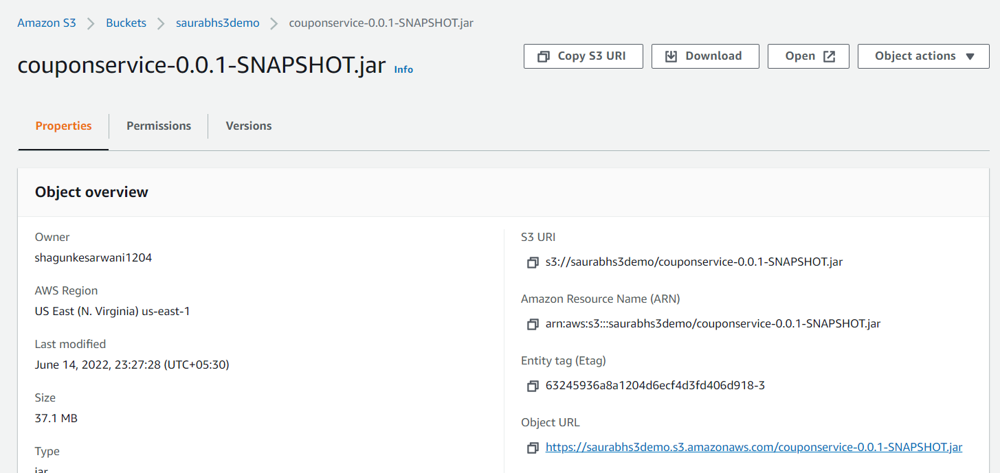 Amazon S3 > Buckets > saurabhs3demo > couponservice-0.0.1-SNAPSHOT.jar
couponservice-0.0.1-SNAPSHOT.jar Info
Copy S3 URI Download Open Object actions
Properties Permissions Versions
Object overview
Owner
shagunkesarwani1204
AWS Region
US East (N. Virginia) us-east-1
Last modified
June 14, 2022, 23:27:28 (UTC+05:30)
Size
37.1 MB
Type
jar
S3 URI
s3://saurabhs3demo/couponservice-0.0.1-SNAPSHOT.jar
Amazon Resource Name (ARN)
arn:aws:s3:::saurabhs3demo/couponservice-0.0.1-SNAPSHOT.jar
Entity tag (Etag)
63245936a8a1204d6ecf4d3fd406d918-3
Object URL
https://saurabhs3demo.s3.amazonaws.com/couponservice-0.0.1-SNAPSHOT.jar